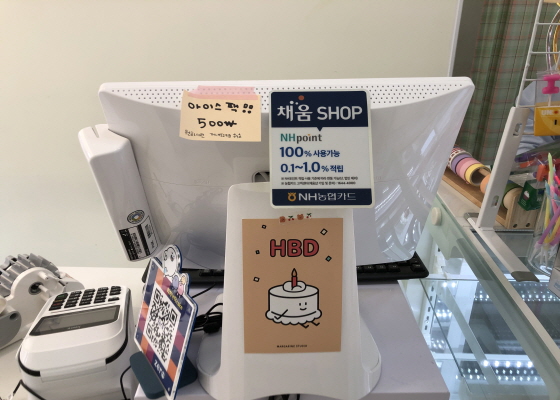 아이스 팩!!
500₩
채움 SHOP
NHpoint
100% 사용가능
0.1~1.0% 적립
NH농협카드
HBD